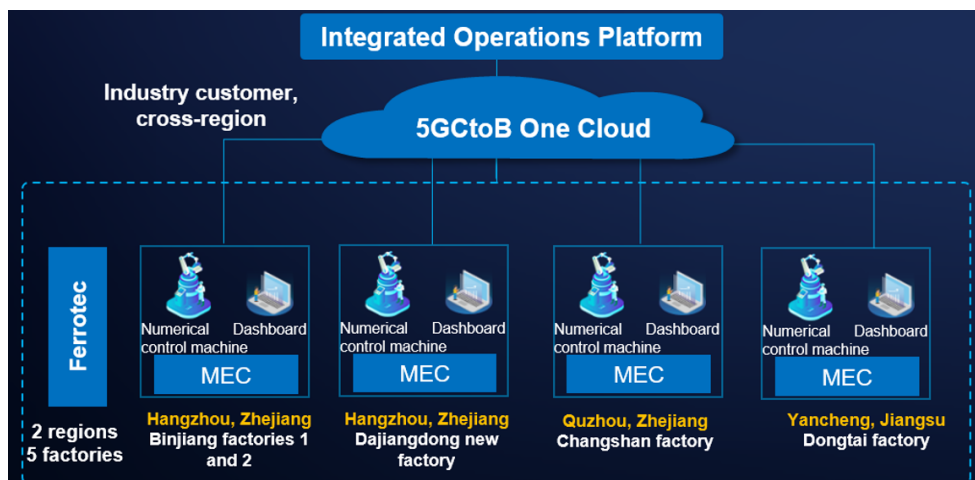 Integrated Operations Platform
Industry customer,
cross-region
5GCtoB One Cloud
Ferrotec
2 regions
5 factories
Numerical
control machine
Dashboard
MEC
Hangzhou, Zhejiang
Binjiang factories 1
and 2
Numerical
control machine
Dashboard
MEC
Hangzhou, Zhejiang
Dajiangdong new
factory
Numerical
control machine
Dashboard
MEC
Quzhou, Zhejiang
Changshan factory
Numerical
control machine
Dashboard
MEC
Yancheng, Jiangsu
Dongtai factory